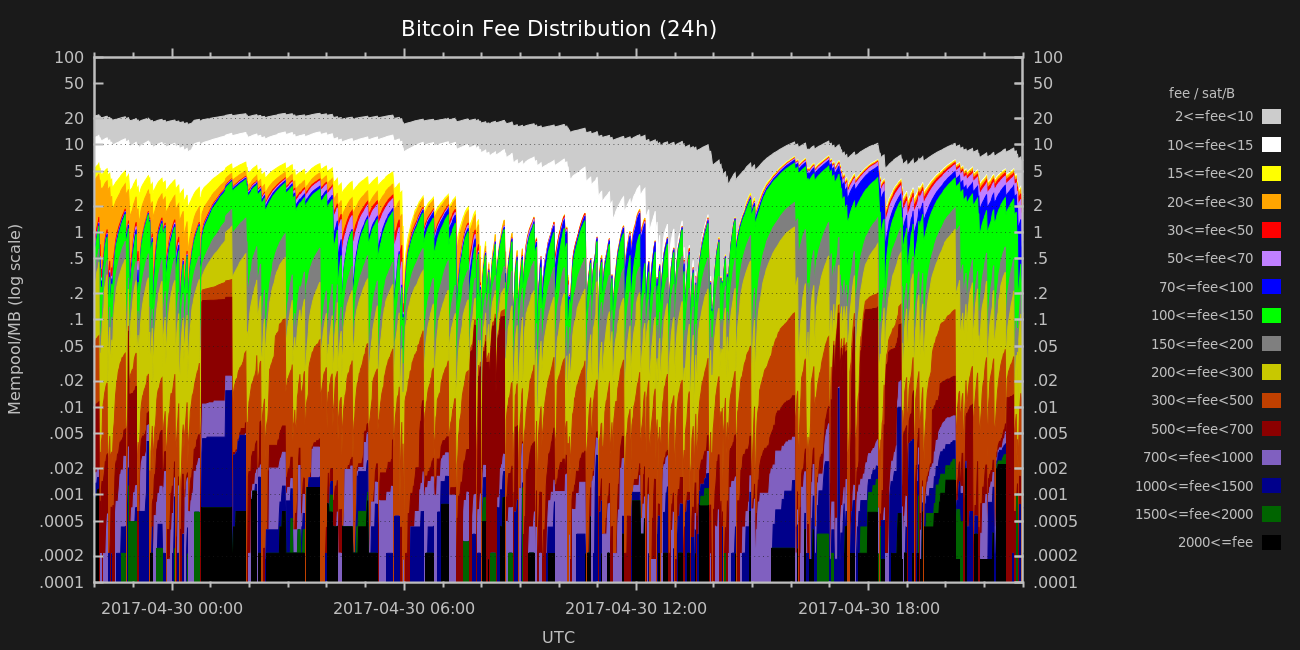 Bitcoin Fee Distribution (24h)
100 100
50 50
20 20
10 10
5 5
2 2
1 1
.5 .5
.2 .2
.1 .1
.05 .05
.02 .02
.01 .01
.005 .005
.002 .002
.001 .001
.0005 .0005
.0002 .0002
.0001 .0001
Mempool/MB (log scale)
2017-04-30 00:00 2017-04-30 06:00 2017-04-30 12:00 2017-04-30 18:00
UTC
fee / sat/B
2<=fee<10
10<=fee<15
15<=fee<20
20<=fee<30
30<=fee<50
50<=fee<70
70<=fee<100
100<=fee<150
150<=fee<200
200<=fee<300
300<=fee<500
500<=fee<700
700<=fee<1000
1000<=fee<1500
1500<=fee<2000
2000<=fee